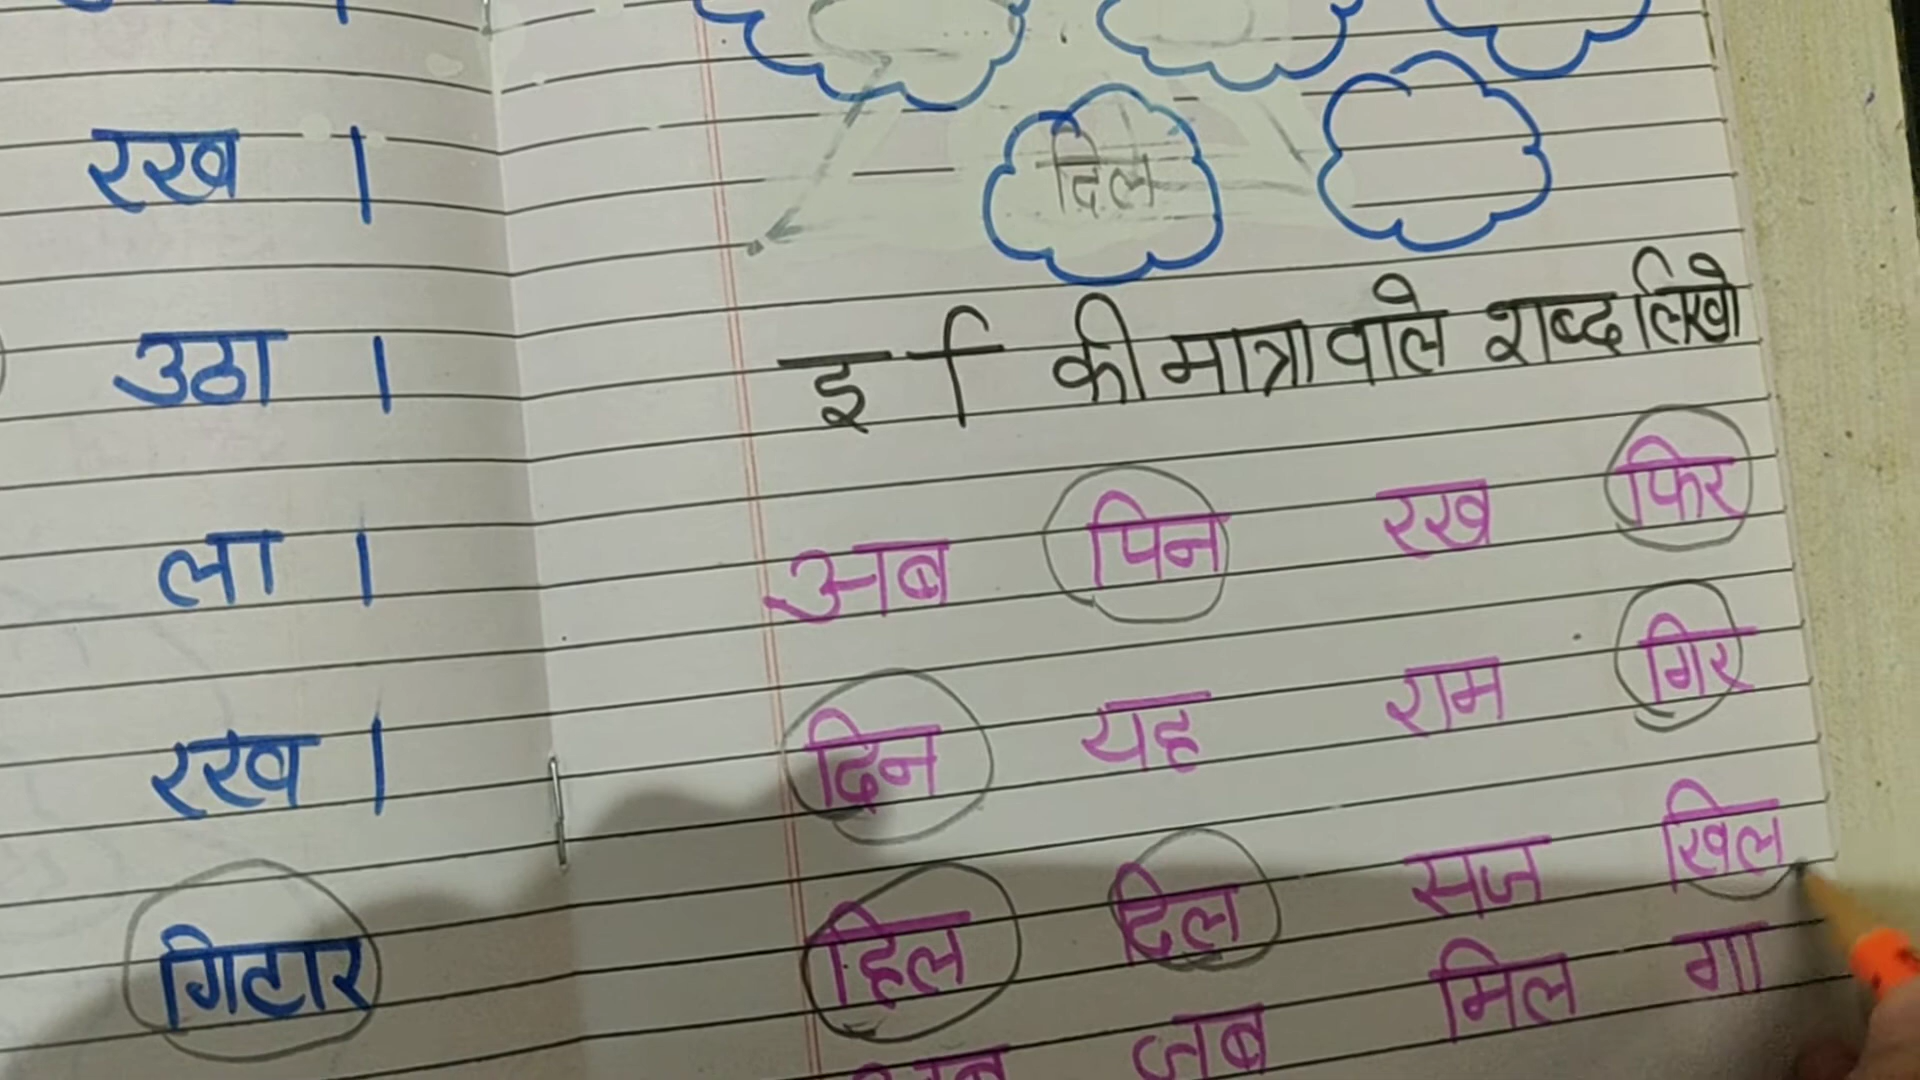 रख ।
उठा ।
ला ।
रख ।
गिटार
दिल
इ ि की मात्रा वाले शब्द लिखो
अब पिन रख फिर
दिन यह राम गिर
हिल दिल सज खिल
जब मिल गा